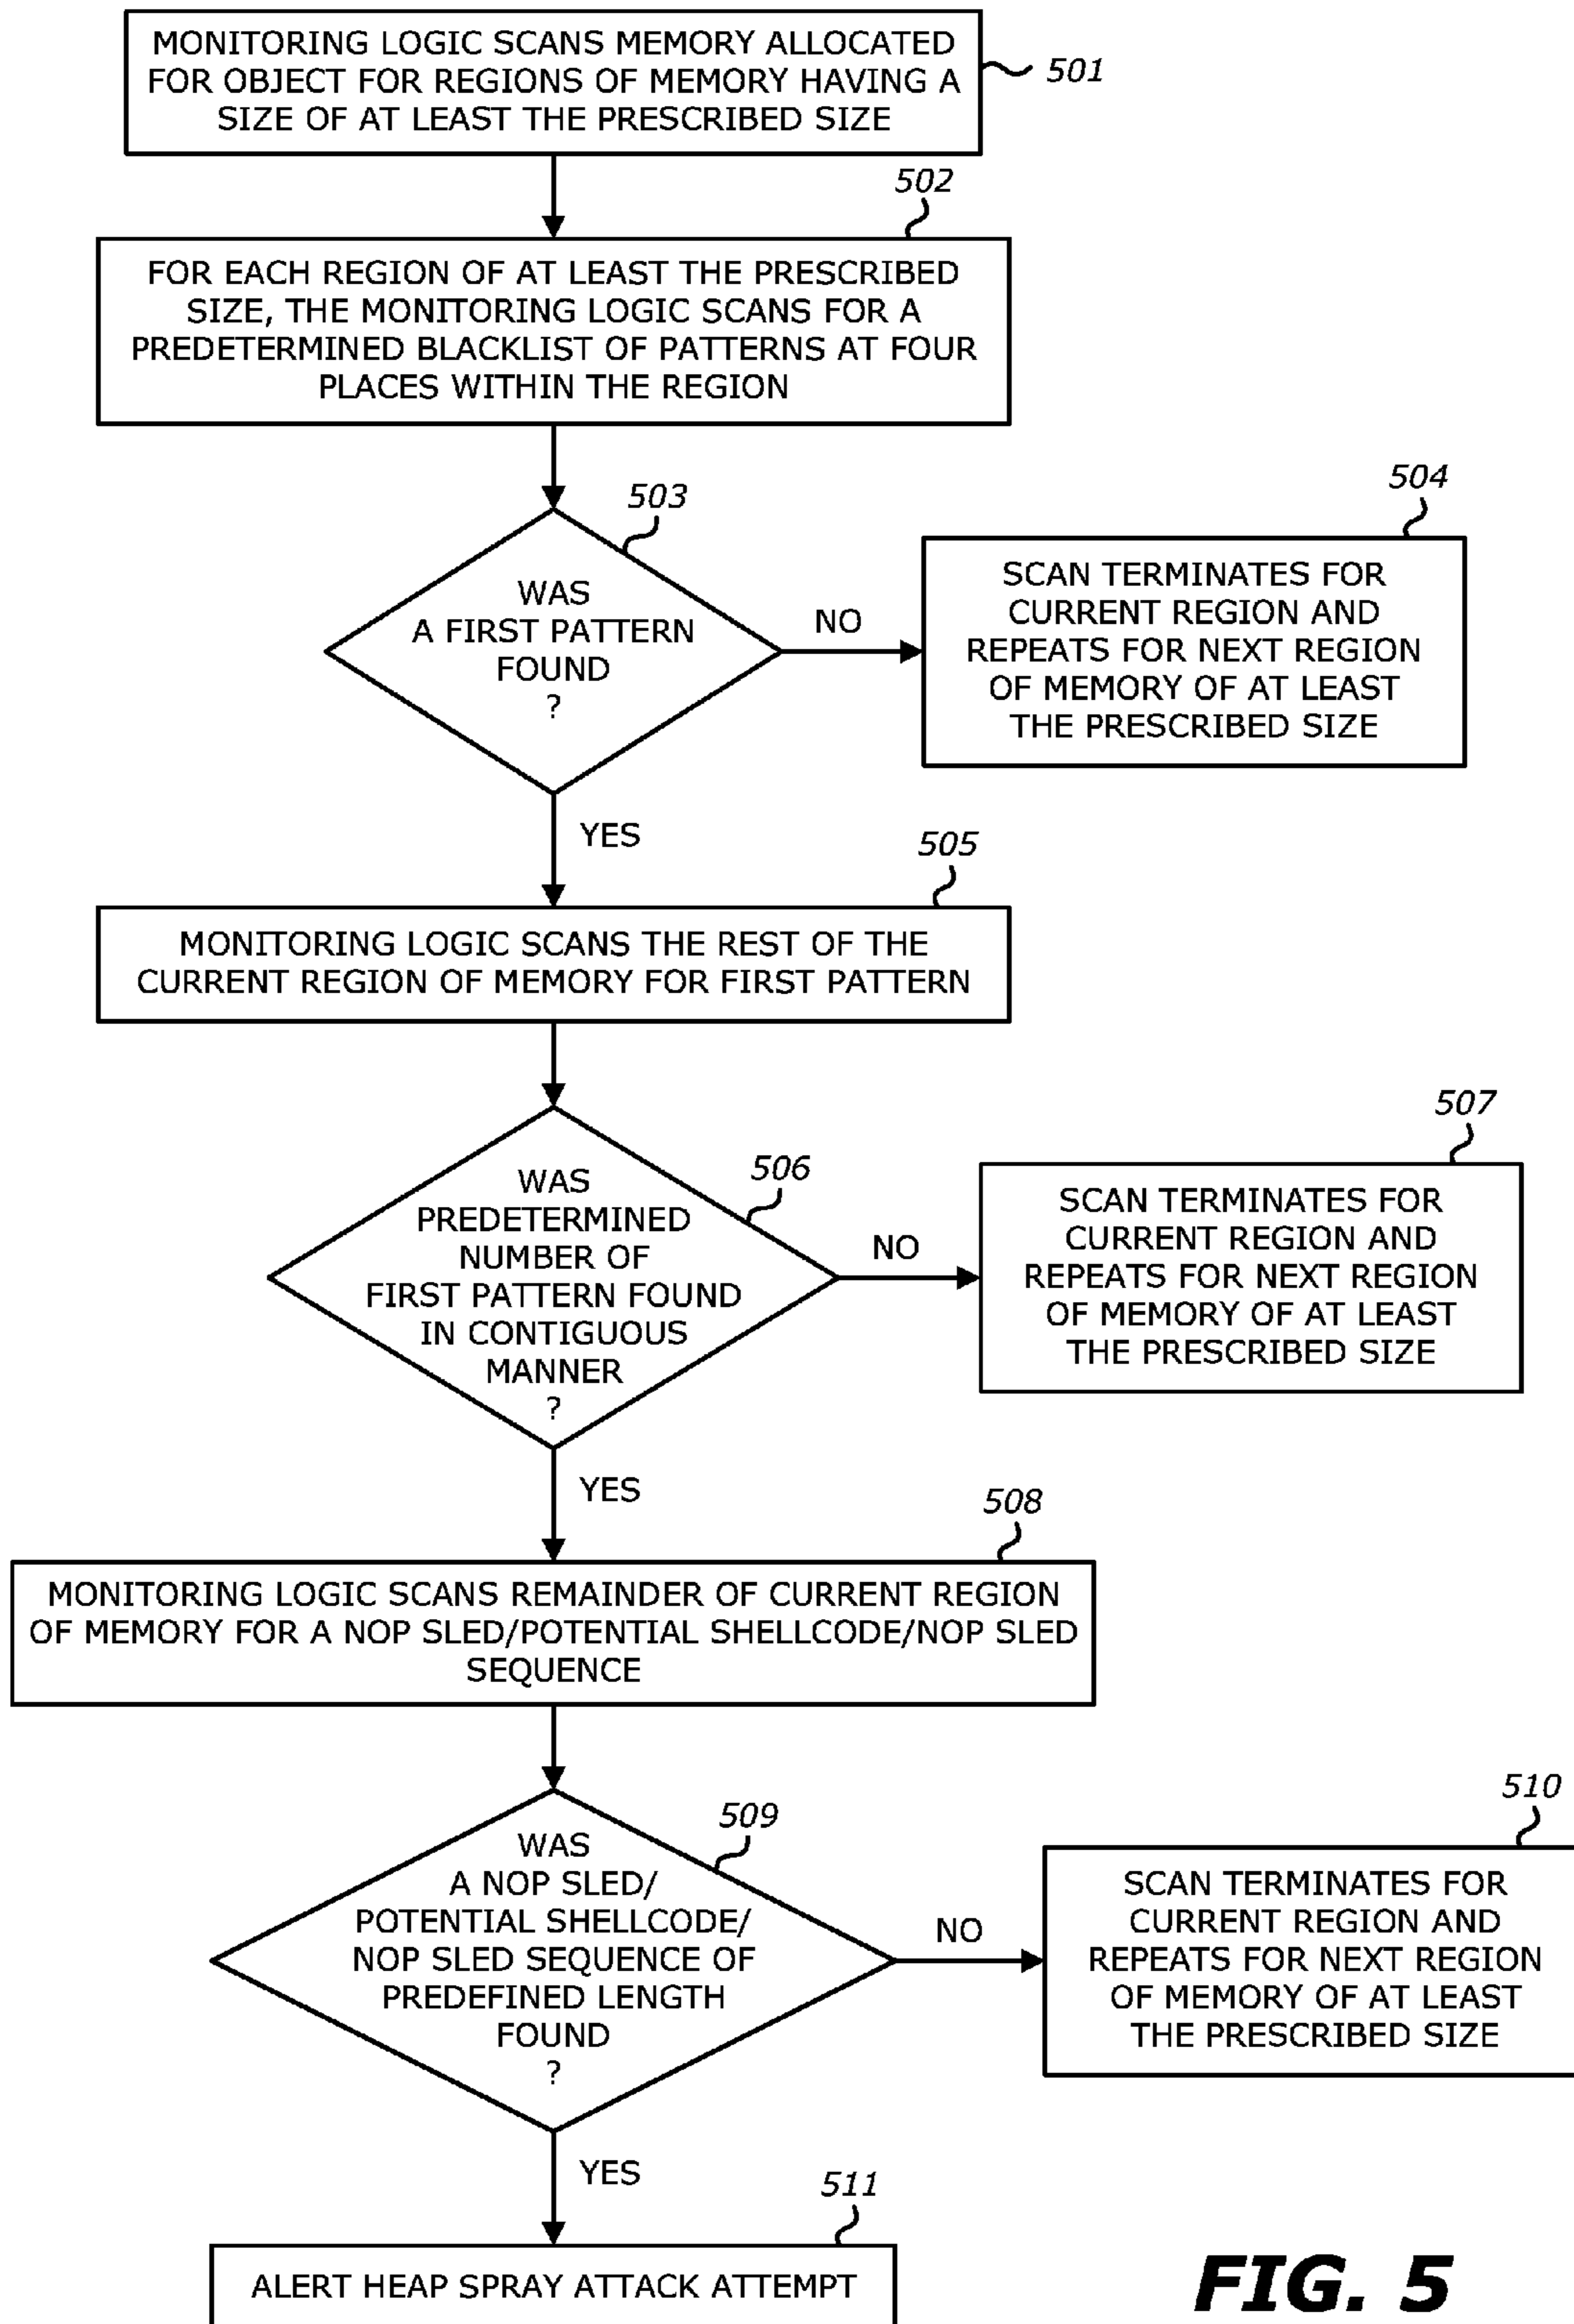 MONITORING LOGIC SCANS MEMORY ALLOCATED
FOR OBJECT FOR REGIONS OF MEMORY HAVING A
SIZE OF AT LEAST THE PRESCRIBED SIZE
501
502
FOR EACH REGION OF AT LEAST THE PRESCRIBED
SIZE, THE MONITORING LOGIC SCANS FOR A
PREDETERMINED BLACKLIST OF PATTERNS AT FOUR
PLACES WITHIN THE REGION
503
WAS
A FIRST PATTERN
FOUND
?
NO
504
SCAN TERMINATES FOR
CURRENT REGION AND
REPEATS FOR NEXT REGION
OF MEMORY OF AT LEAST
THE PRESCRIBED SIZE
YES
505
MONITORING LOGIC SCANS THE REST OF THE
CURRENT REGION OF MEMORY FOR FIRST PATTERN
506
WAS
PREDETERMINED
NUMBER OF
FIRST PATTERN FOUND
IN CONTIGUOUS
MANNER
?
NO
507
SCAN TERMINATES FOR
CURRENT REGION AND
REPEATS FOR NEXT REGION
OF MEMORY OF AT LEAST
THE PRESCRIBED SIZE
YES
508
MONITORING LOGIC SCANS REMAINDER OF CURRENT REGION
OF MEMORY FOR A NOP SLED/POTENTIAL SHELLCODE/NOP SLED
SEQUENCE
509
WAS
A NOP SLED/
POTENTIAL SHELLCODE/
NOP SLED SEQUENCE OF
PREDEFINED LENGTH
FOUND
?
NO
510
SCAN TERMINATES FOR
CURRENT REGION AND
REPEATS FOR NEXT REGION
OF MEMORY OF AT LEAST
THE PRESCRIBED SIZE
YES
511
ALERT HEAP SPRAY ATTACK ATTEMPT
FIG. 5